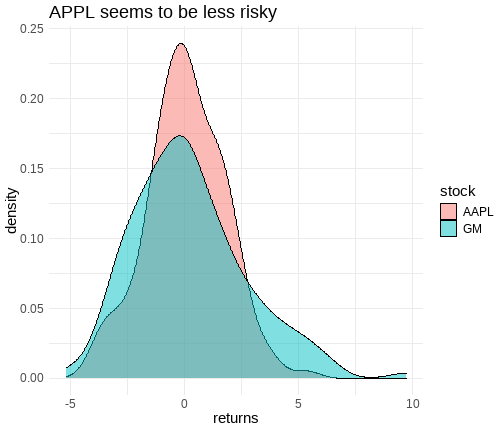 APPL seems to be less risky
0.25
0.20
0.15
0.10
0.05
0.00
density
-5 0 5 10
returns
stock
AAPL
GM